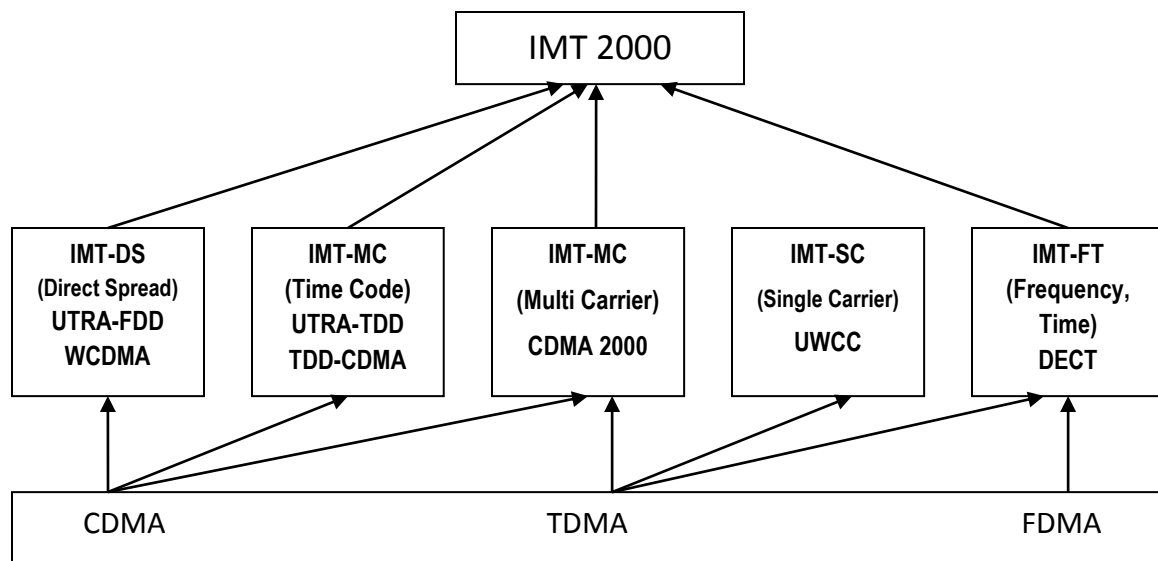 IMT 2000
IMT-DS
(Direct Spread)
UTRA-FDD
WCDMA
IMT-MC
(Time Code)
UTRA-TDD
TDD-CDMA
IMT-MC
(Multi Carrier)
CDMA 2000
IMT-SC
(Single Carrier)
UWCC
IMT-FT
(Frequency,
Time)
DECT
CDMA
TDMA
FDMA